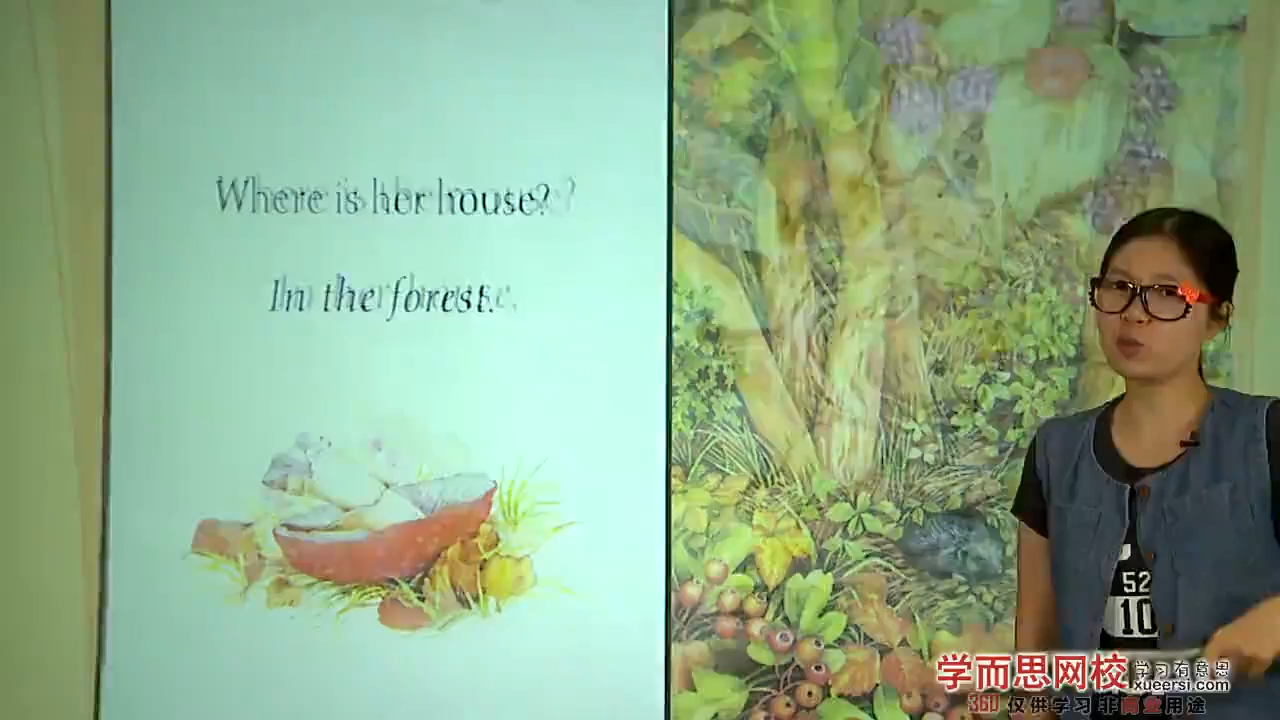 Where is her house?
In the forest.
52
10
学而思网校
学习有意思
xueersi.com
360 仅供学习 非商业用途